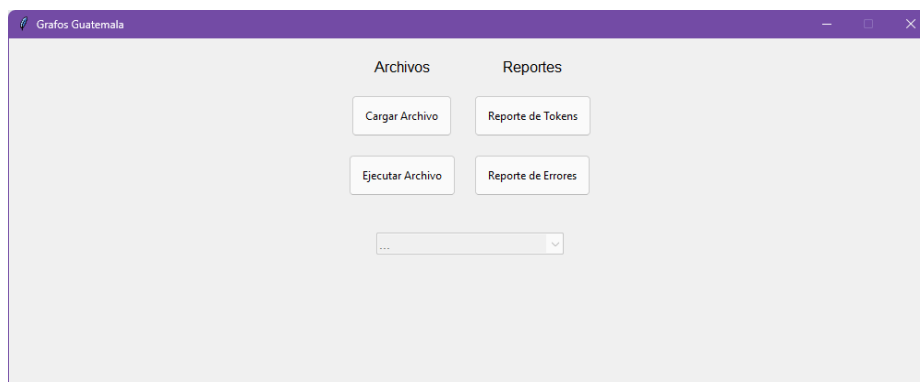 Grafos Guatemala
Archivos Reportes
Cargar Archivo Reporte de Tokens
Ejecutar Archivo Reporte de Errores
...